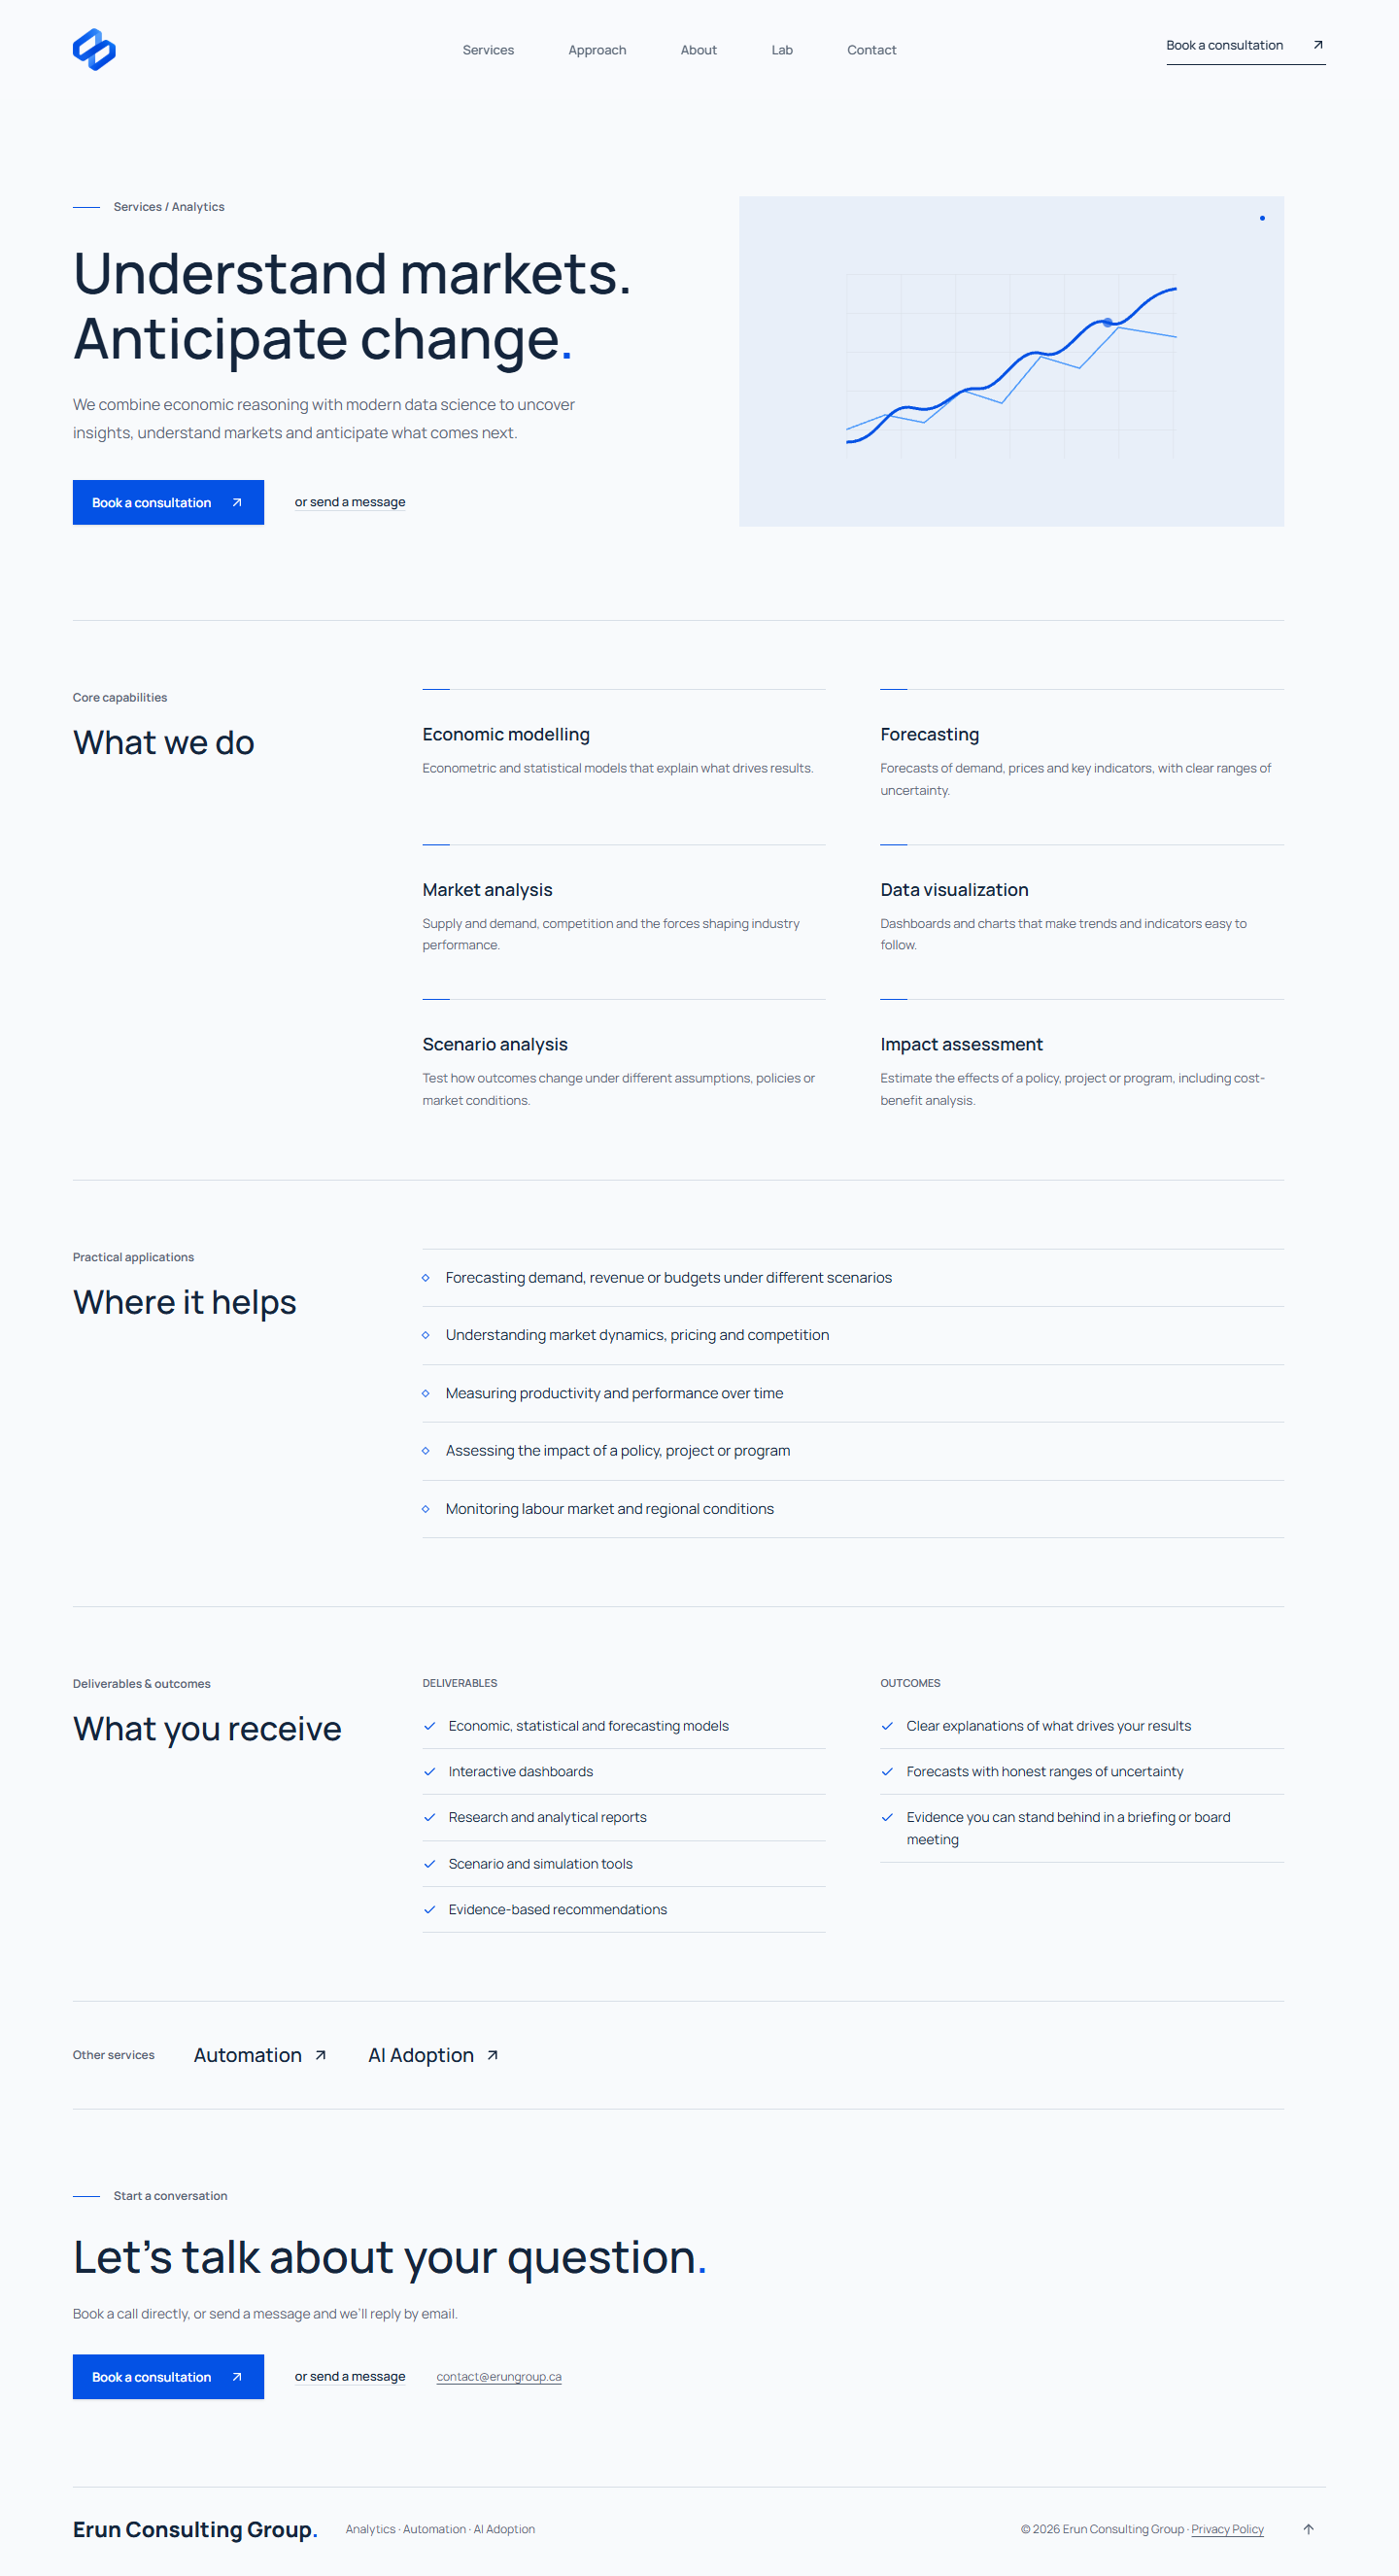 Services
Approach
About
Lab
Contact
Book a consultation
Services / Analytics
Understand markets.
Anticipate change.
We combine economic reasoning with modern data science to uncover
insights, understand markets and anticipate what comes next.
Book a consultation
or send a message
Core capabilities
What we do
Economic modelling
Econometric and statistical models that explain what drives results.
Forecasting
Forecasts of demand, prices and key indicators, with clear ranges of
uncertainty.
Market analysis
Supply and demand, competition and the forces shaping industry
performance.
Data visualization
Dashboards and charts that make trends and indicators easy to
follow.
Scenario analysis
Test how outcomes change under different assumptions, policies or
market conditions.
Impact assessment
Estimate the effects of a policy, project or program, including cost-
benefit analysis.
Practical applications
Where it helps
Forecasting demand, revenue or budgets under different scenarios
Understanding market dynamics, pricing and competition
Measuring productivity and performance over time
Assessing the impact of a policy, project or program
Monitoring labour market and regional conditions
Deliverables & outcomes
What you receive
DELIVERABLES
Economic, statistical and forecasting models
Interactive dashboards
Research and analytical reports
Scenario and simulation tools
Evidence-based recommendations
OUTCOMES
Clear explanations of what drives your results
Forecasts with honest ranges of uncertainty
Evidence you can stand behind in a briefing or board
meeting
Other services
Automation
AI Adoption
Start a conversation
Let’s talk about your question.
Book a call directly, or send a message and we’ll reply by email.
Book a consultation
or send a message
contact@erungroup.ca
Erun Consulting Group.
Analytics · Automation · AI Adoption
© 2026 Erun Consulting Group · Privacy Policy